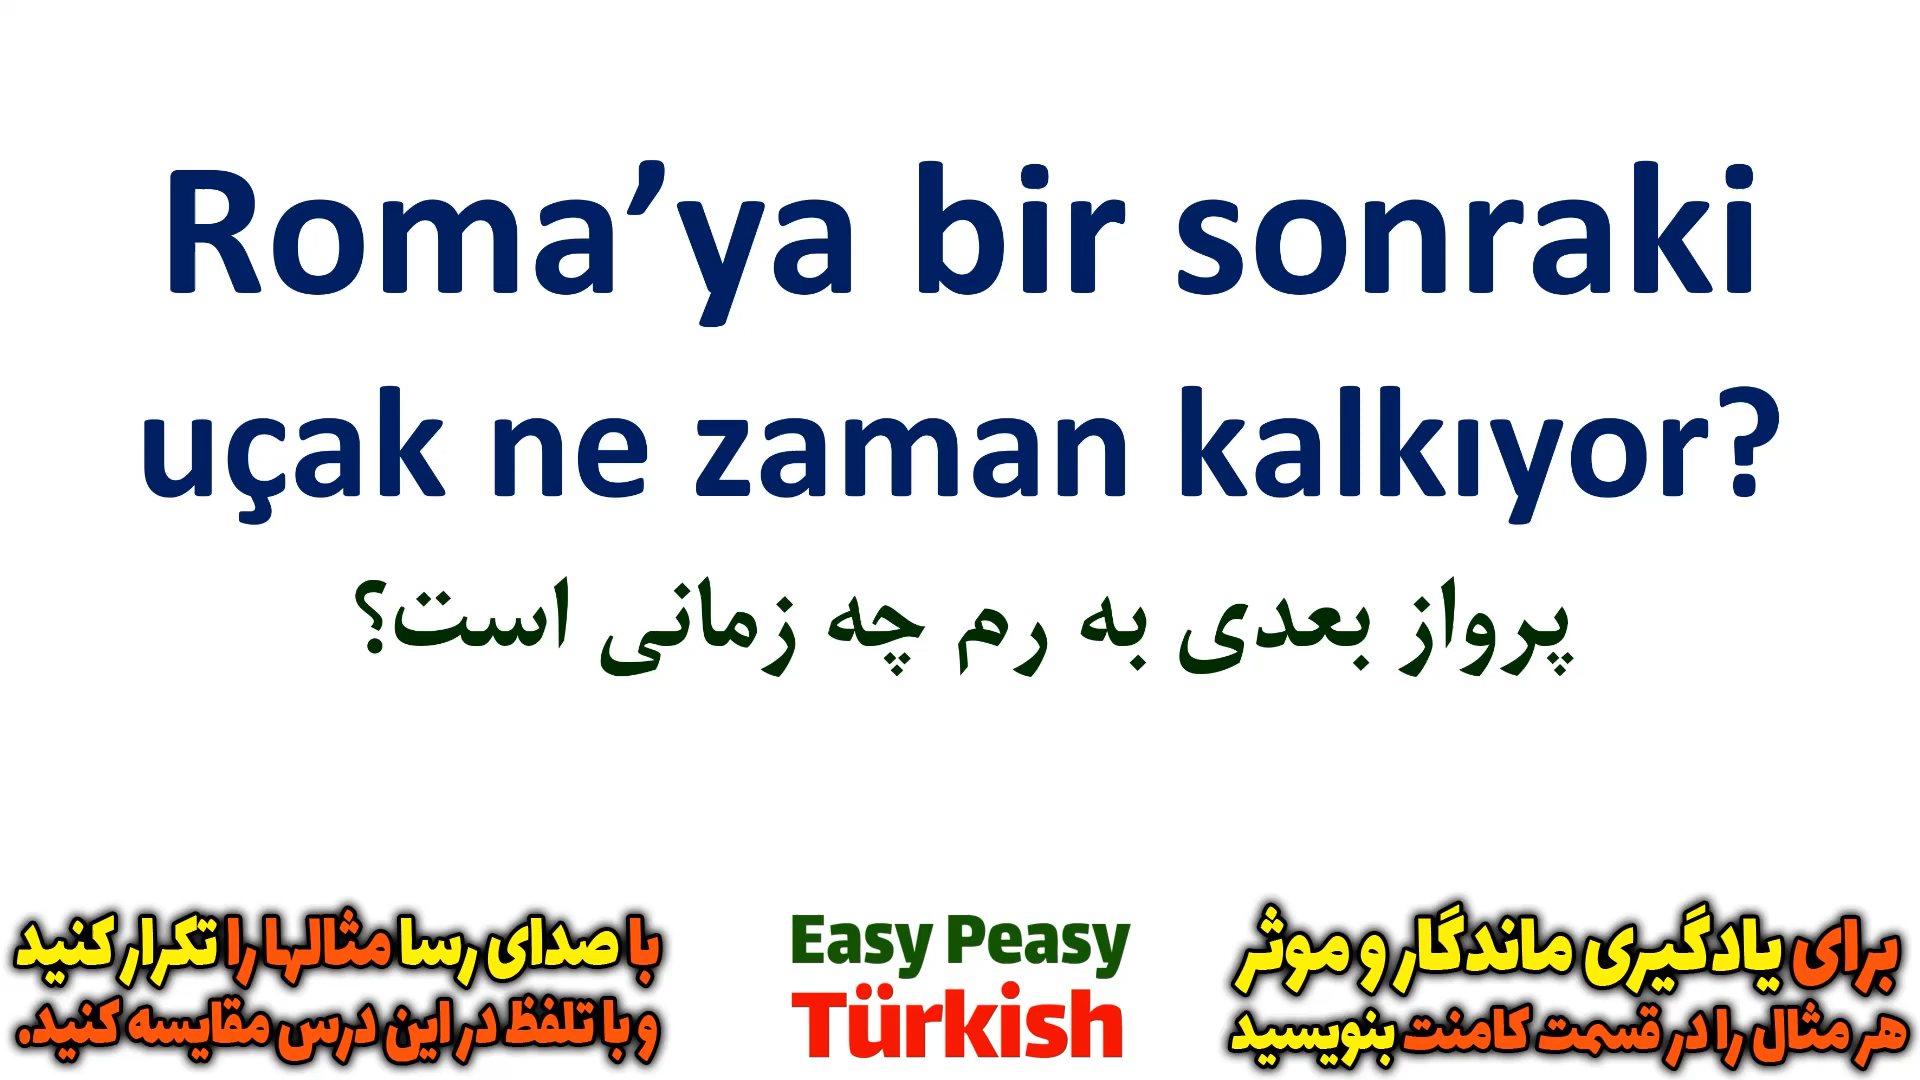 Roma’ya bir sonraki
uçak ne zaman kalkıyor?
پرواز بعدی به رم چه زمانی است؟
برای یادگیری ماندگار و موثر
هر مثال را در قسمت کامنت بنویسید
Easy Peasy
Türkish
با صدای رسا مثالها را تکرار کنید
و با تلفظ در این درس مقایسه کنید.